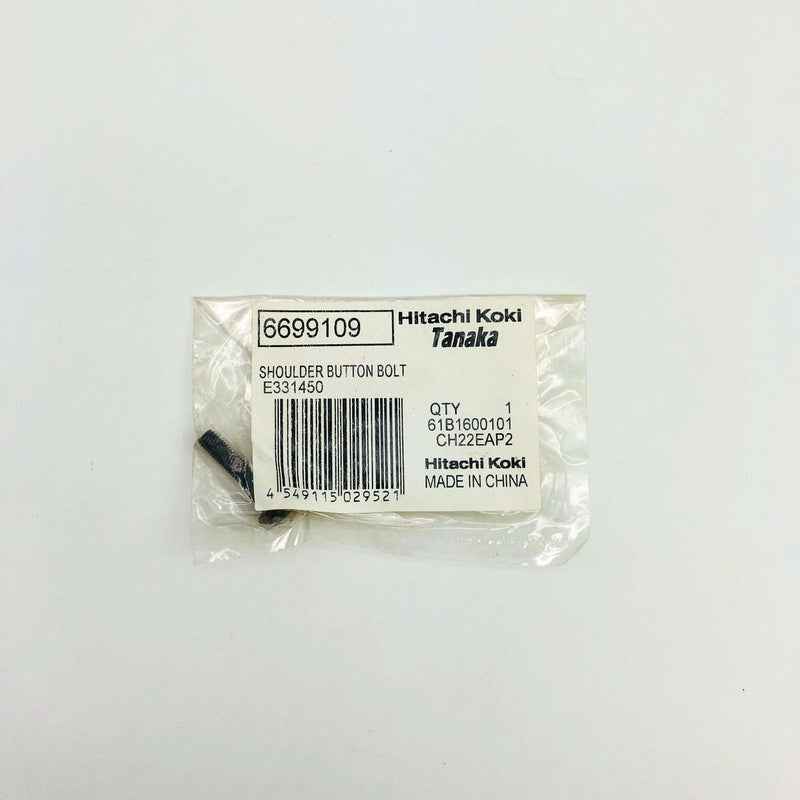 6699109
Hitachi Koki
Tanaka
SHOULDER BUTTON BOLT
E331450
QTY 1
61B1600101
CH22EAP2
Hitachi Koki
MADE IN CHINA
4 549115 029521